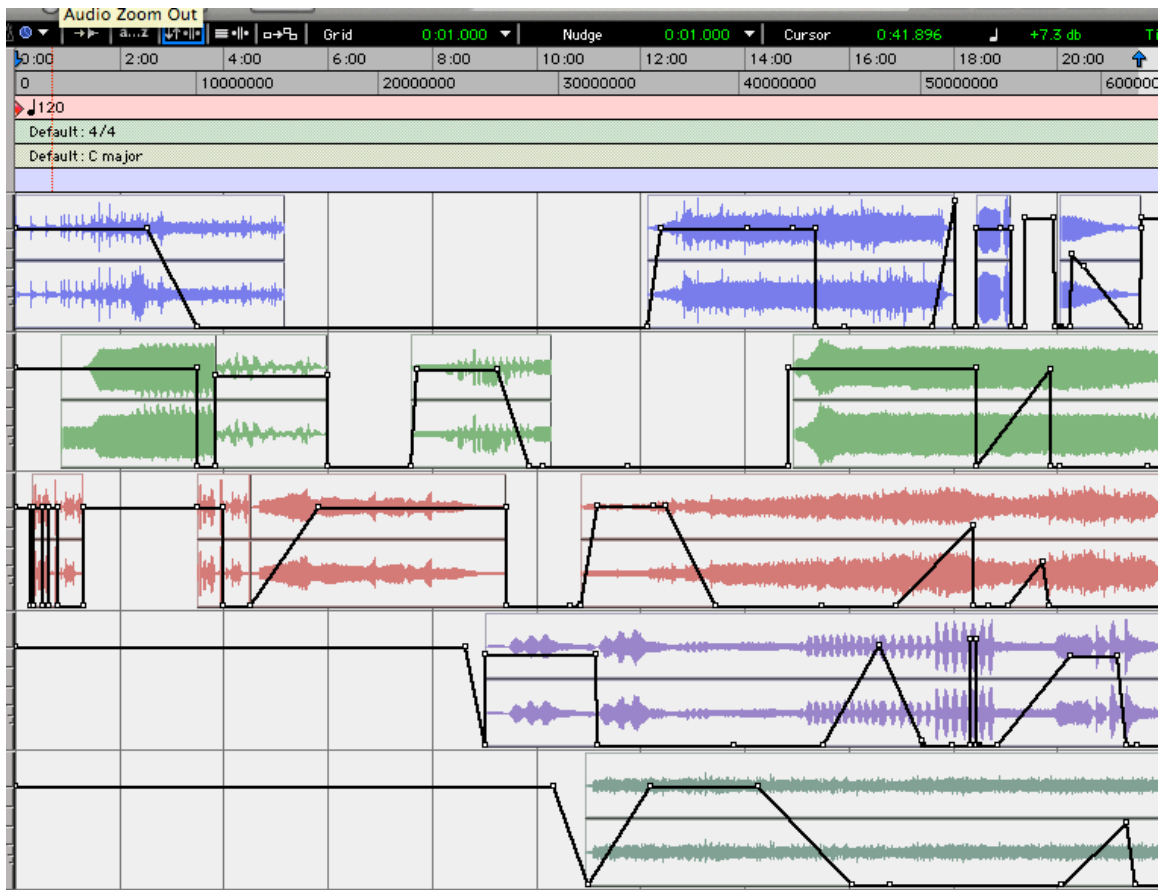 Audio Zoom Out
a...z Grid 0:01.000 Nudge 0:01.000 Cursor 0:41.896 +7.3 db
0:00 2:00 4:00 6:00 8:00 10:00 12:00 14:00 16:00 18:00 20:00
0 10000000 20000000 30000000 40000000 50000000 600000
120
Default: 4/4
Default: C major